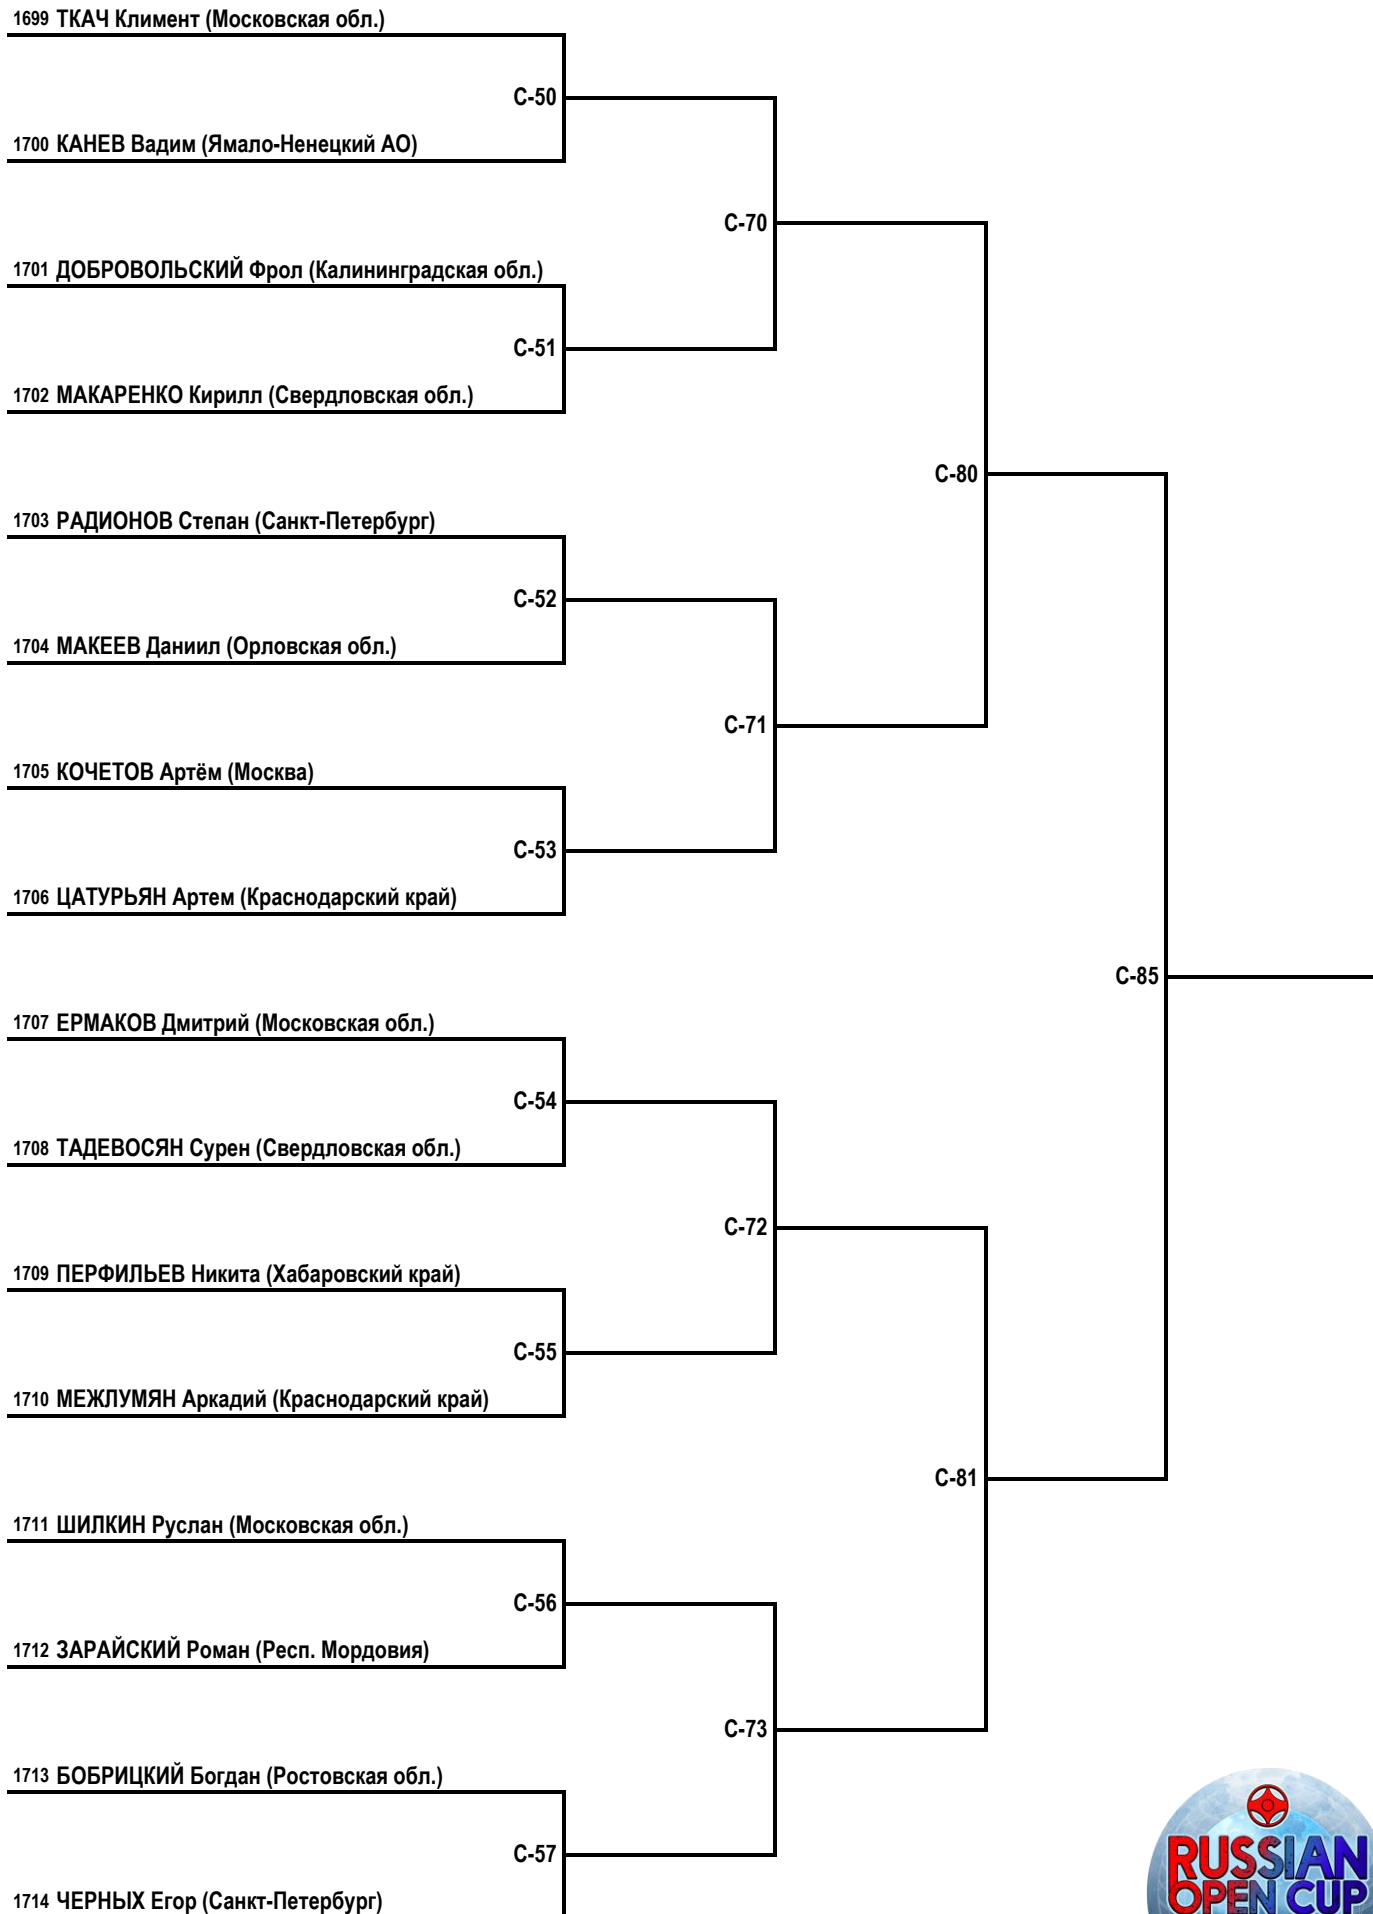 1699 ТКАЧ Климент (Московская обл.)
C-50
1700 КАНЕВ Вадим (Ямало-Ненецкий АО)
C-70
1701 ДОБРОВОЛЬСКИЙ Фрол (Калининградская обл.)
C-51
1702 МАКАРЕНКО Кирилл (Свердловская обл.)
C-80
1703 РАДИОНОВ Степан (Санкт-Петербург)
C-52
1704 МАКЕЕВ Даниил (Орловская обл.)
C-71
1705 КОЧЕТОВ Артём (Москва)
C-53
1706 ЦАТУРЬЯН Артем (Краснодарский край)
C-85
1707 ЕРМАКОВ Дмитрий (Московская обл.)
C-54
1708 ТАДЕВОСЯН Сурен (Свердловская обл.)
C-72
1709 ПЕРФИЛЬЕВ Никита (Хабаровский край)
C-55
1710 МЕЖЛУМЯН Аркадий (Краснодарский край)
C-81
1711 ШИЛКИН Руслан (Московская обл.)
C-56
1712 ЗАРАЙСКИЙ Роман (Респ. Мордовия)
C-73
1713 БОБРИЦКИЙ Богдан (Ростовская обл.)
C-57
1714 ЧЕРНЫХ Егор (Санкт-Петербург)
RUSSIAN
OPEN CUP